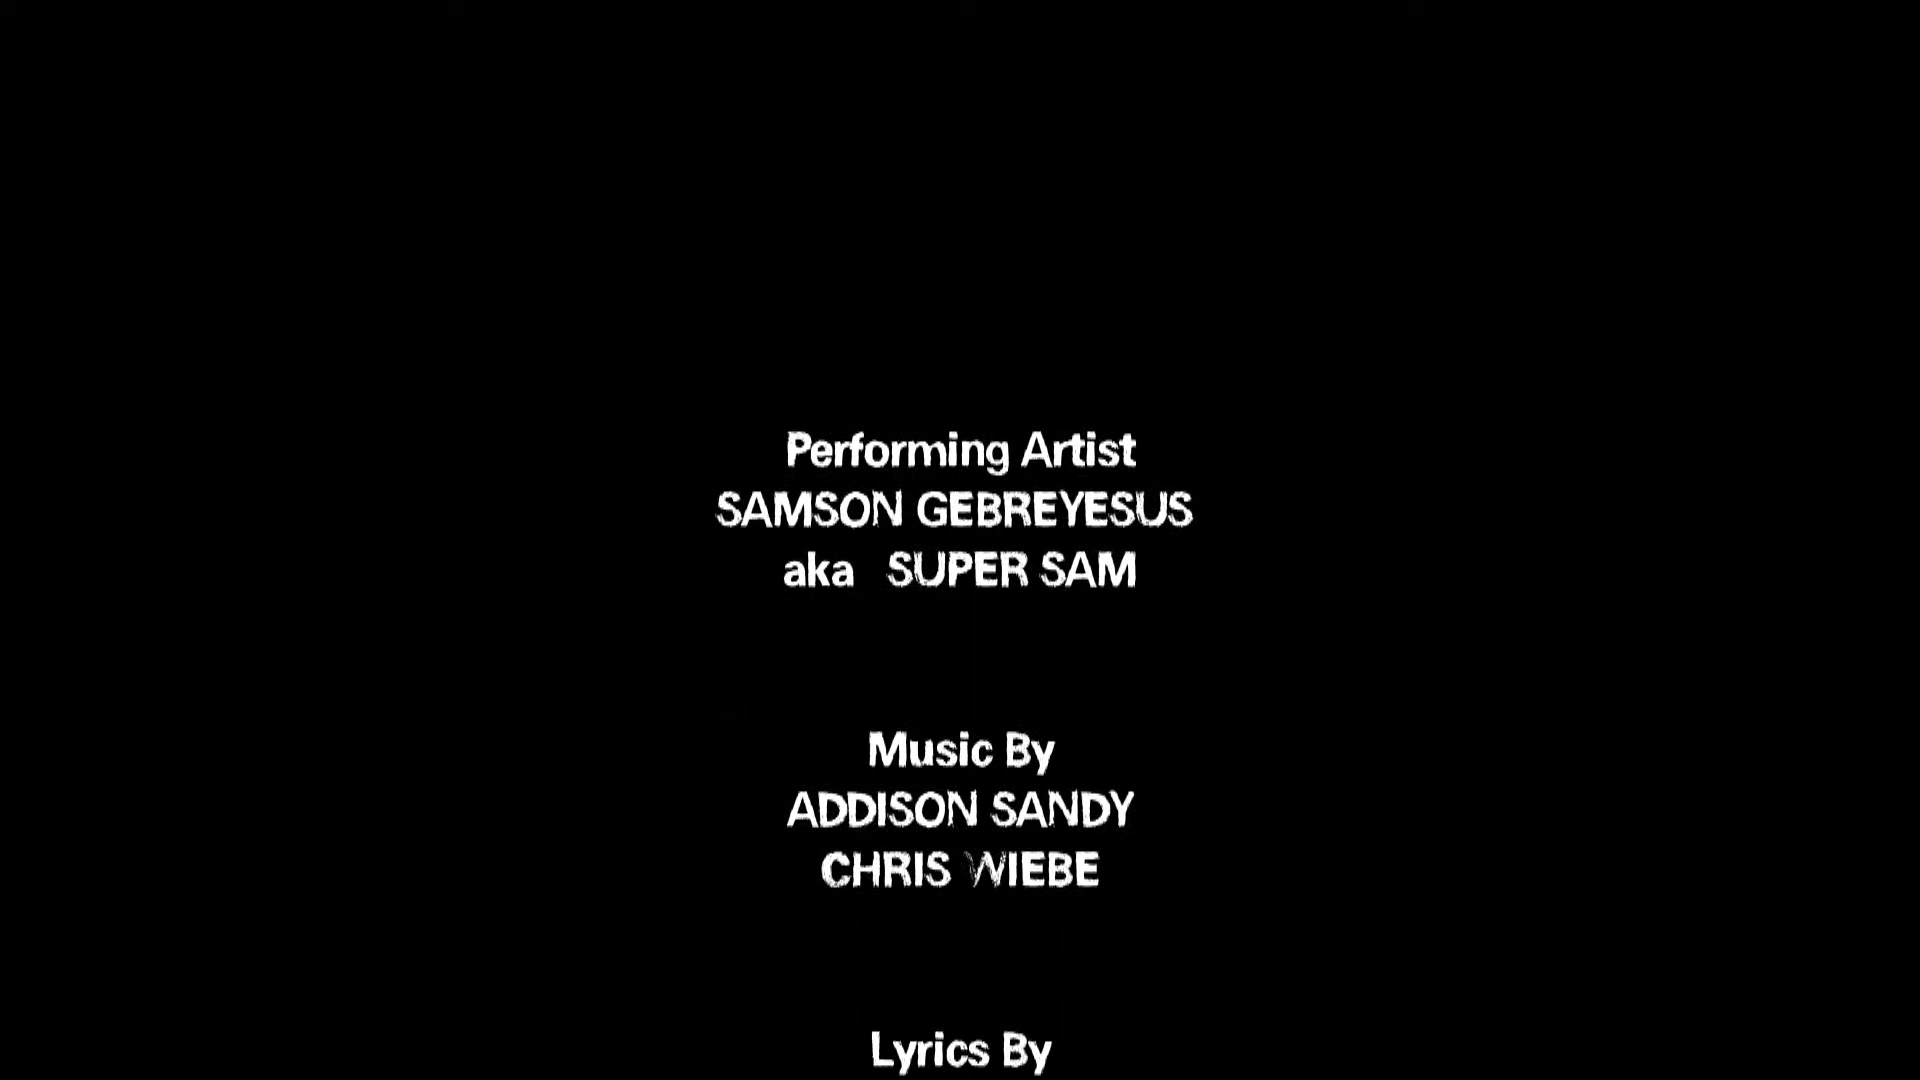 Performing Artist
SAMSON GEBREYESUS
aka SUPER SAM
Music By
ADDISON SANDY
CHRIS WIEBE
Lyrics By